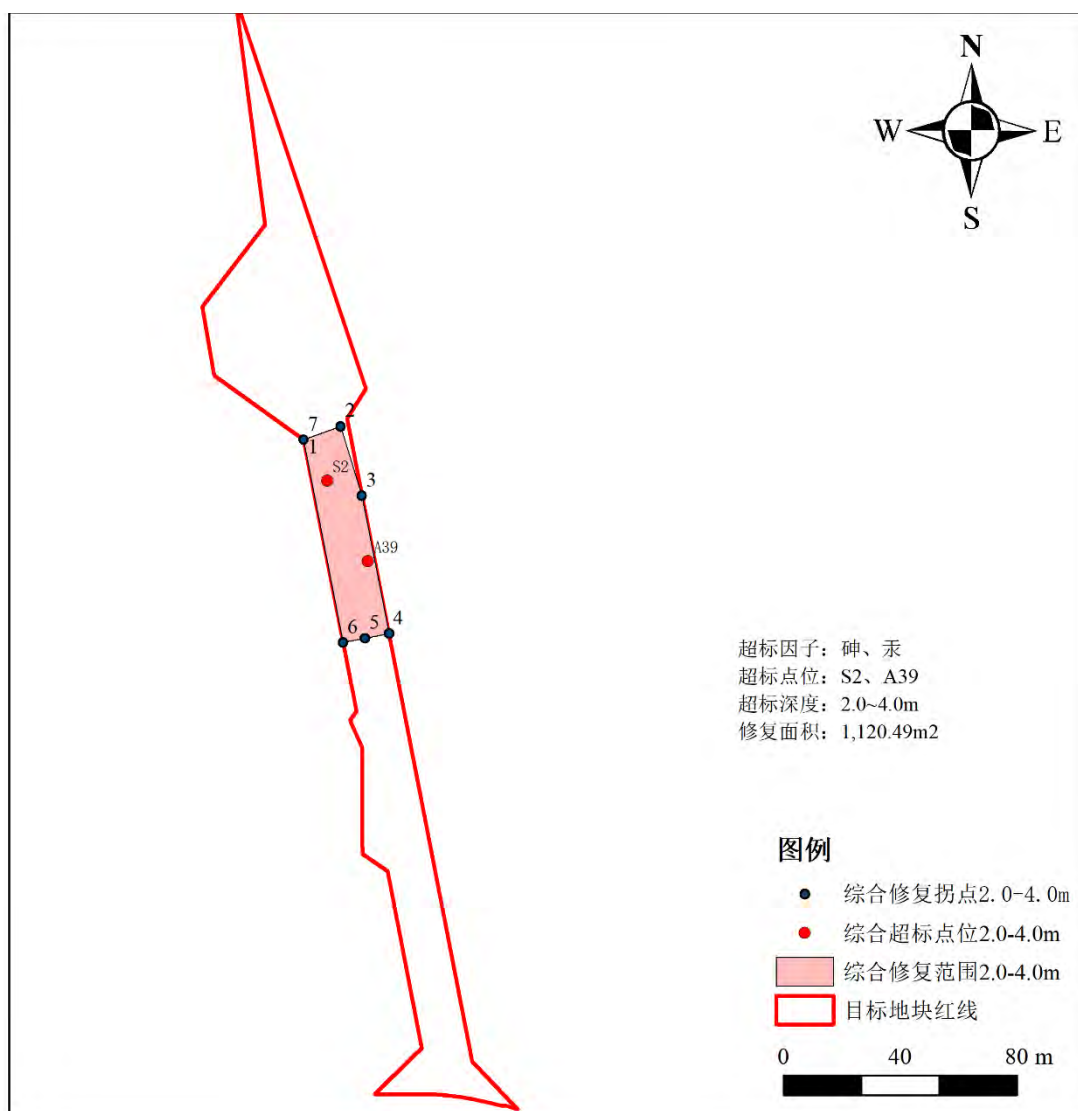 N
W E
S
2
7
1
S2
3
A39
4
5
6
超标因子：砷、汞
超标点位：S2、A39
超标深度：2.0~4.0m
修复面积：1,120.49m2
图例
综合修复拐点2.0-4.0m
综合超标点位2.0-4.0m
综合修复范围2.0-4.0m
目标地块红线
0 40 80 m